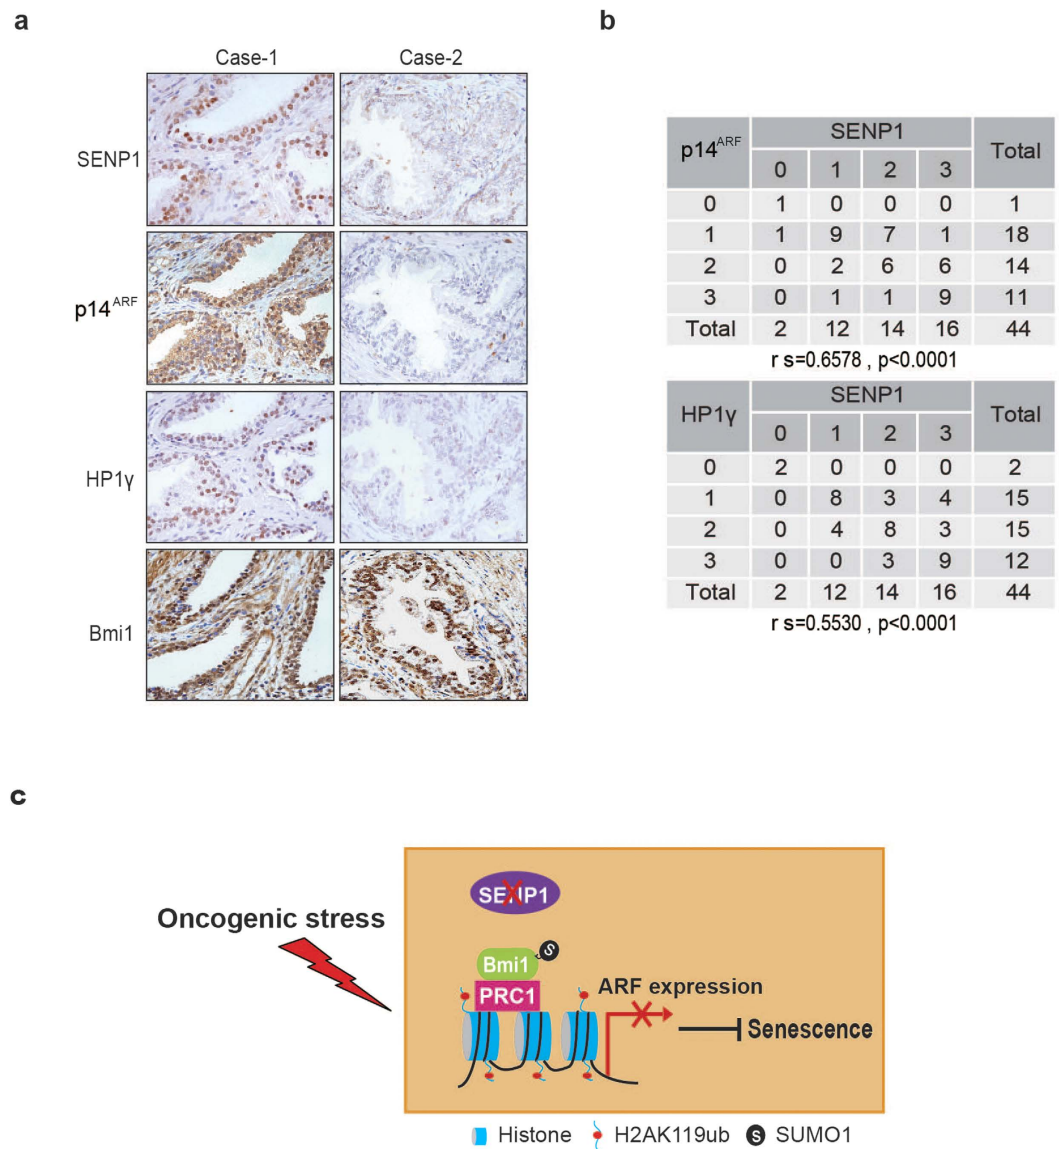 a
Case-1 Case-2
SENP1
p14ARF
HP1γ
Bmi1
b
p14ARF SENP1 Total
0 1 2 3
0 1 0 0 0 1
1 1 9 7 1 18
2 0 2 6 6 14
3 0 1 1 9 11
Total 2 12 14 16 44
r s=0.6578 , p<0.0001
HP1γ SENP1 Total
0 1 2 3
0 2 0 0 0 2
1 0 8 3 4 15
2 0 4 8 3 15
3 0 0 3 9 12
Total 2 12 14 16 44
r s=0.5530 , p<0.0001
c
Oncogenic stress
SENP1
S
Bmi1
PRC1
ARF expression
Senescence
Histone H2AK119ub S SUMO1